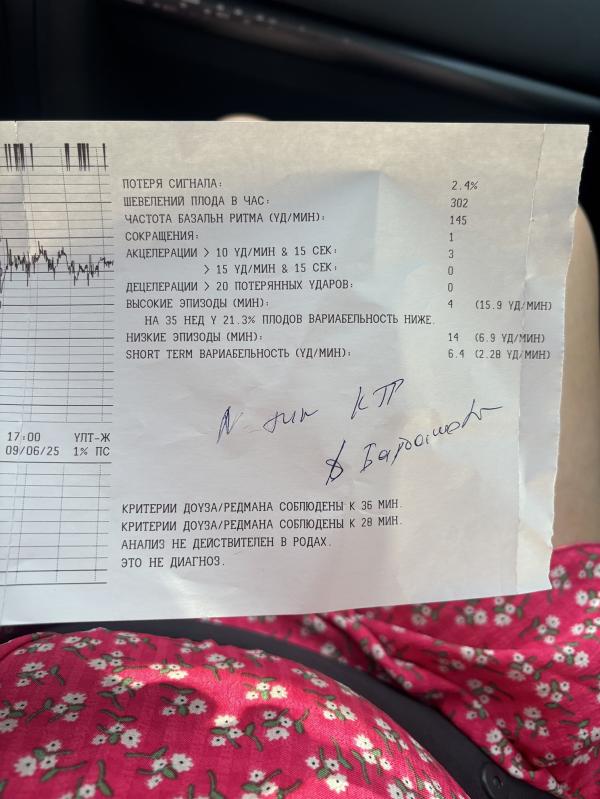 ПОТЕРЯ СИГНАЛА: 2.4%
ШЕВЕЛЕНИЙ ПЛОДА В ЧАС: 302
ЧАСТОТА БАЗАЛЬН РИТМА (УД/МИН): 145
СОКРАЩЕНИЯ: 1
АКЦЕЛЕРАЦИИ > 10 УД/МИН & 15 СЕК: 3
> 15 УД/МИН & 15 СЕК: 0
ДЕЦЕЛЕРАЦИИ > 20 ПОТЕРЯННЫХ УДАРОВ: 0
ВЫСОКИЕ ЭПИЗОДЫ (МИН): 4 (15.9 УД/МИН)
НА 35 НЕД У 21.3% ПЛОДОВ ВАРИАБЕЛЬНОСТЬ НИЖЕ.
НИЗКИЕ ЭПИЗОДЫ (МИН): 14 (6.9 УД/МИН)
SHORT TERM ВАРИАБЕЛЬНОСТЬ (УД/МИН): 6.4 (2.28 УД/МИН)
N тип КТГ
17:00 УЛТ-Ж
09/06/25 1% ПС
КРИТЕРИИ ДОУЗА/РЕДМАНА СОБЛЮДЕНЫ К 36 МИН.
КРИТЕРИИ ДОУЗА/РЕДМАНА СОБЛЮДЕНЫ К 28 МИН.
АНАЛИЗ НЕ ДЕЙСТВИТЕЛЕН В РОДАХ.
ЭТО НЕ ДИАГНОЗ.